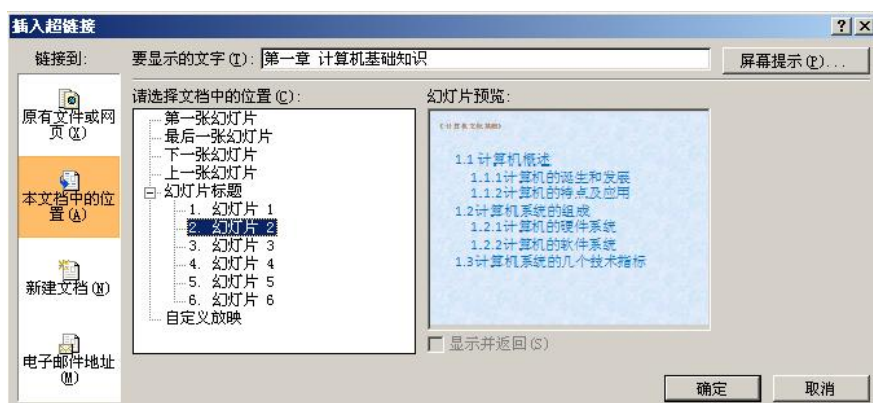 插入超链接
链接到:
要显示的文字(T): 第一章 计算机基础知识
屏幕提示(P)...
原有文件或网页(X)
本文档中的位置(A)
新建文档(N)
电子邮件地址(M)
请选择文档中的位置(C):
第一张幻灯片
最后一张幻灯片
下一张幻灯片
上一张幻灯片
幻灯片标题
1. 幻灯片 1
2. 幻灯片 2
3. 幻灯片 3
4. 幻灯片 4
5. 幻灯片 5
6. 幻灯片 6
自定义放映
幻灯片预览:
1.1 计算机概述
1.1.1计算机的诞生和发展
1.1.2计算机的特点及应用
1.2计算机系统的组成
1.2.1计算机的硬件系统
1.2.2计算机的软件系统
1.3计算机系统的几个技术指标
显示并返回(S)
确定
取消